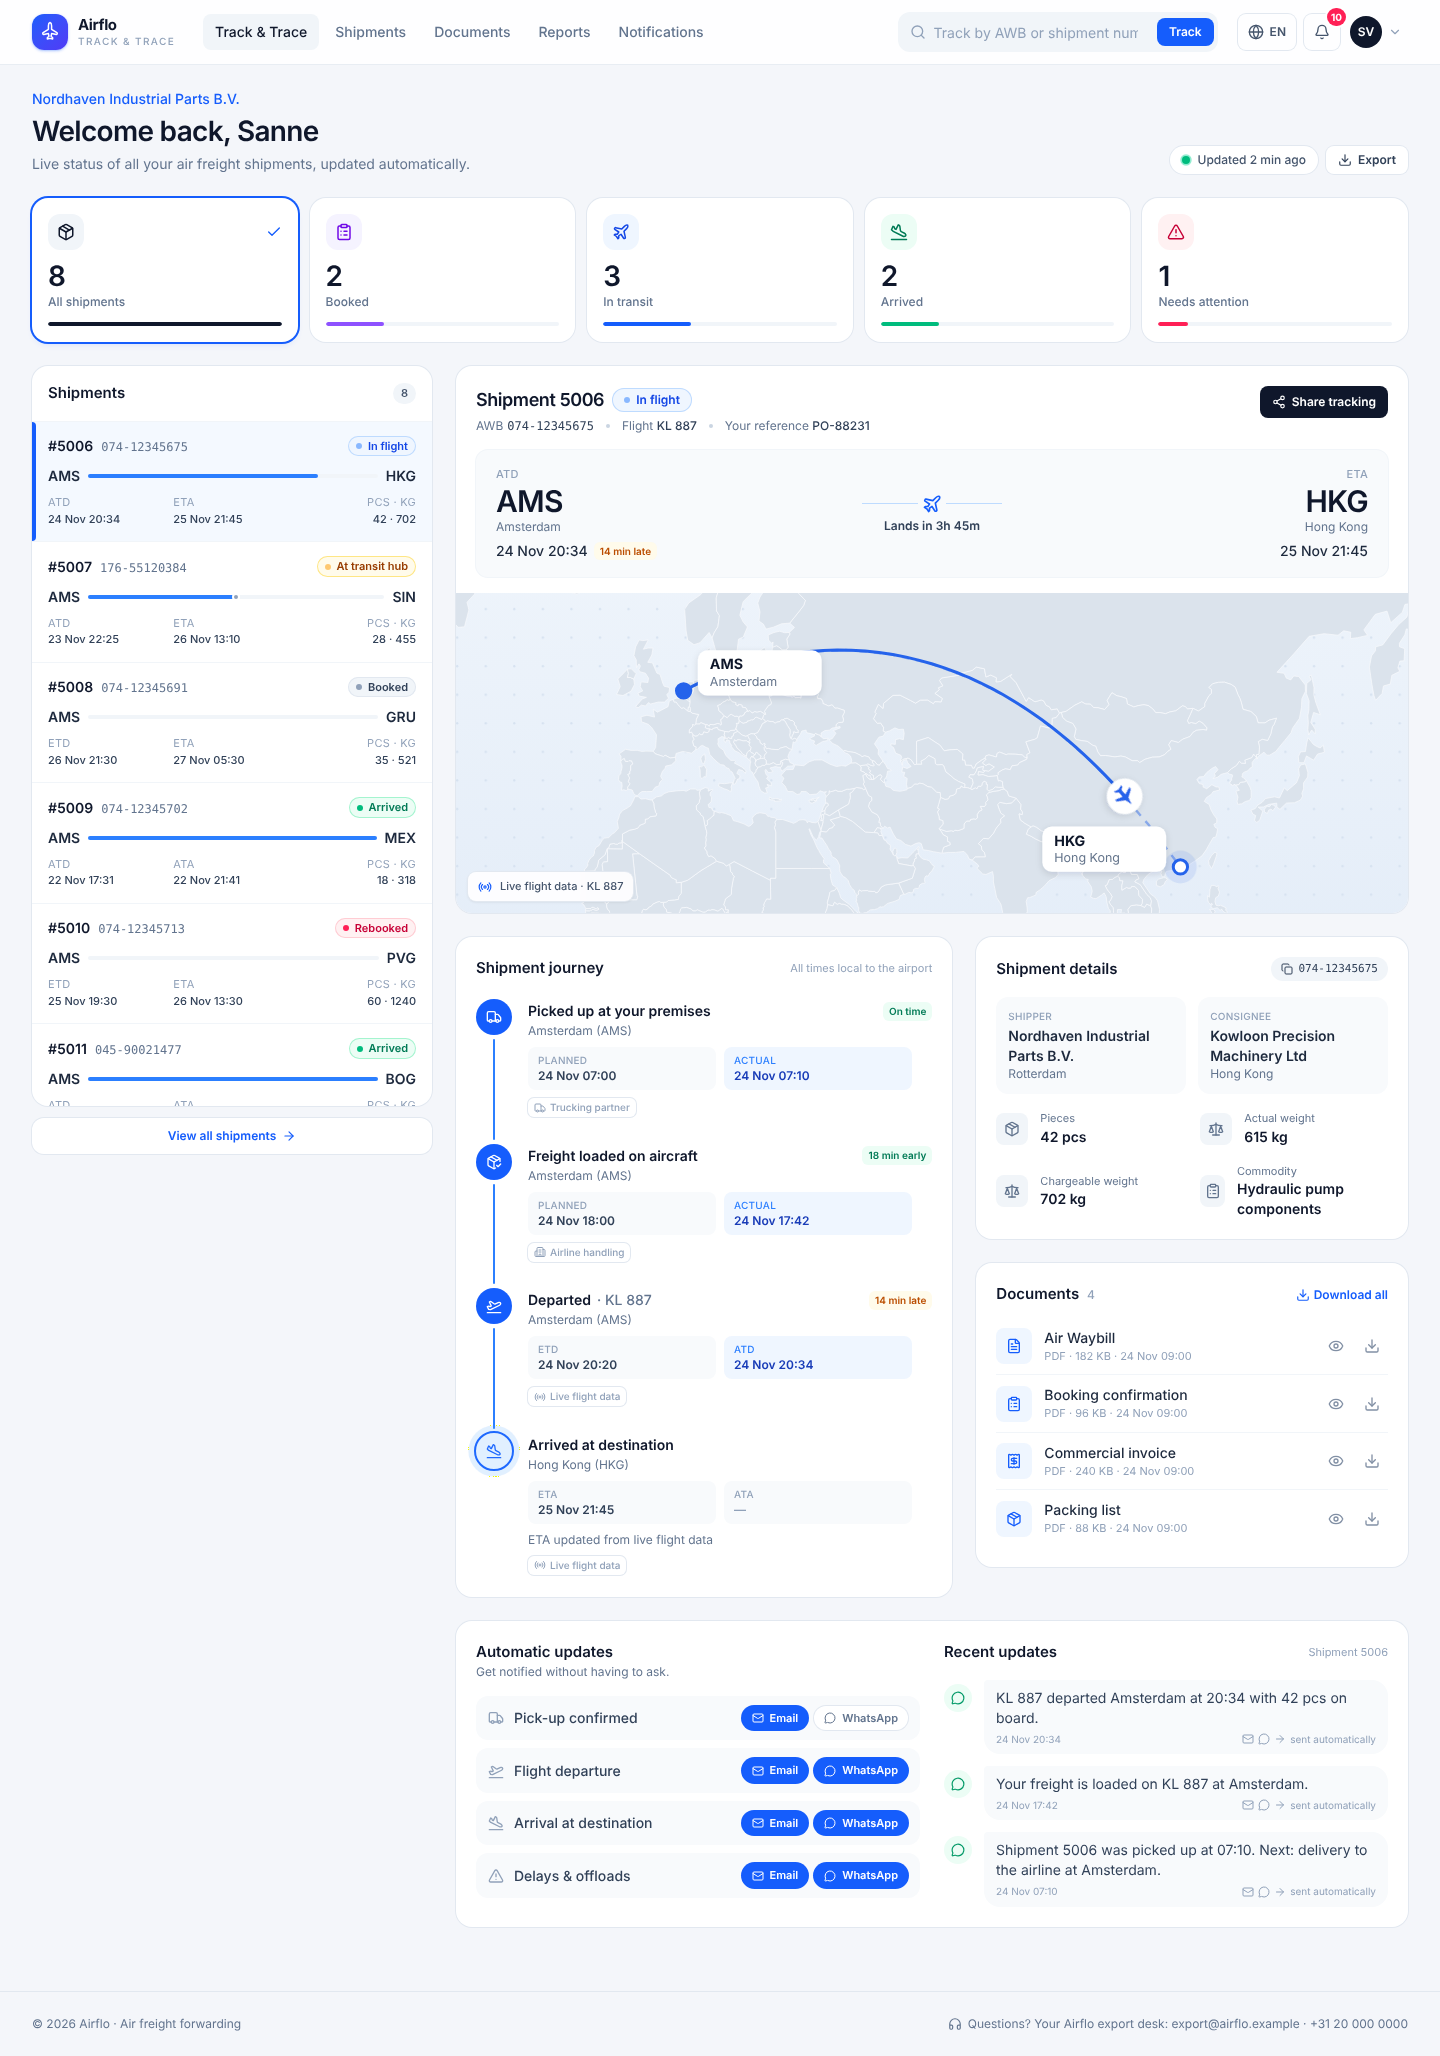 Airflo
TRACK & TRACE
Track & Trace
Shipments
Documents
Reports
Notifications
Track by AWB or shipment num
Track
EN
10
SV
Nordhaven Industrial Parts B.V.
Welcome back, Sanne
Live status of all your air freight shipments, updated automatically.
Updated 2 min ago
Export
8
All shipments
2
Booked
3
In transit
2
Arrived
1
Needs attention
Shipments
8
#5006 074-12345675 In flight
AMS HKG
ATD ETA PCS · KG
24 Nov 20:34 25 Nov 21:45 42 · 702
#5007 176-55120384 At transit hub
AMS SIN
ATD ETA PCS · KG
23 Nov 22:25 26 Nov 13:10 28 · 455
#5008 074-12345691 Booked
AMS GRU
ETD ETA PCS · KG
26 Nov 21:30 27 Nov 05:30 35 · 521
#5009 074-12345702 Arrived
AMS MEX
ATD ATA PCS · KG
22 Nov 17:31 22 Nov 21:41 18 · 318
#5010 074-12345713 Rebooked
AMS PVG
ETD ETA PCS · KG
25 Nov 19:30 26 Nov 13:30 60 · 1240
#5011 045-90021477 Arrived
AMS BOG
ATD ATA PCS · KG
View all shipments
Shipment 5006 In flight
Share tracking
AWB 074-12345675 • Flight KL 887 • Your reference PO-88231
ATD ETA
AMS HKG
Amsterdam Hong Kong
Lands in 3h 45m
24 Nov 20:34 14 min late 25 Nov 21:45
AMS
Amsterdam
HKG
Hong Kong
Live flight data · KL 887
Shipment journey All times local to the airport
Picked up at your premises On time
Amsterdam (AMS)
PLANNED ACTUAL
24 Nov 07:00 24 Nov 07:10
Trucking partner
Freight loaded on aircraft 18 min early
Amsterdam (AMS)
PLANNED ACTUAL
24 Nov 18:00 24 Nov 17:42
Airline handling
Departed · KL 887 14 min late
Amsterdam (AMS)
ETD ATD
24 Nov 20:20 24 Nov 20:34
Live flight data
Arrived at destination
Hong Kong (HKG)
ETA ATA
25 Nov 21:45 —
ETA updated from live flight data
Live flight data
Shipment details 074-12345675
SHIPPER
Nordhaven Industrial
Parts B.V.
Rotterdam
CONSIGNEE
Kowloon Precision
Machinery Ltd
Hong Kong
Pieces
42 pcs
Actual weight
615 kg
Chargeable weight
702 kg
Commodity
Hydraulic pump
components
Documents 4 Download all
Air Waybill
PDF · 182 KB · 24 Nov 09:00
Booking confirmation
PDF · 96 KB · 24 Nov 09:00
Commercial invoice
PDF · 240 KB · 24 Nov 09:00
Packing list
PDF · 88 KB · 24 Nov 09:00
Automatic updates
Get notified without having to ask.
Pick-up confirmed Email WhatsApp
Flight departure Email WhatsApp
Arrival at destination Email WhatsApp
Delays & offloads Email WhatsApp
Recent updates Shipment 5006
KL 887 departed Amsterdam at 20:34 with 42 pcs on
board.
24 Nov 20:34 sent automatically
Your freight is loaded on KL 887 at Amsterdam.
24 Nov 17:42 sent automatically
Shipment 5006 was picked up at 07:10. Next: delivery to
the airline at Amsterdam.
24 Nov 07:10 sent automatically
© 2026 Airflo · Air freight forwarding
Questions? Your Airflo export desk: export@airflo.example · +31 20 000 0000